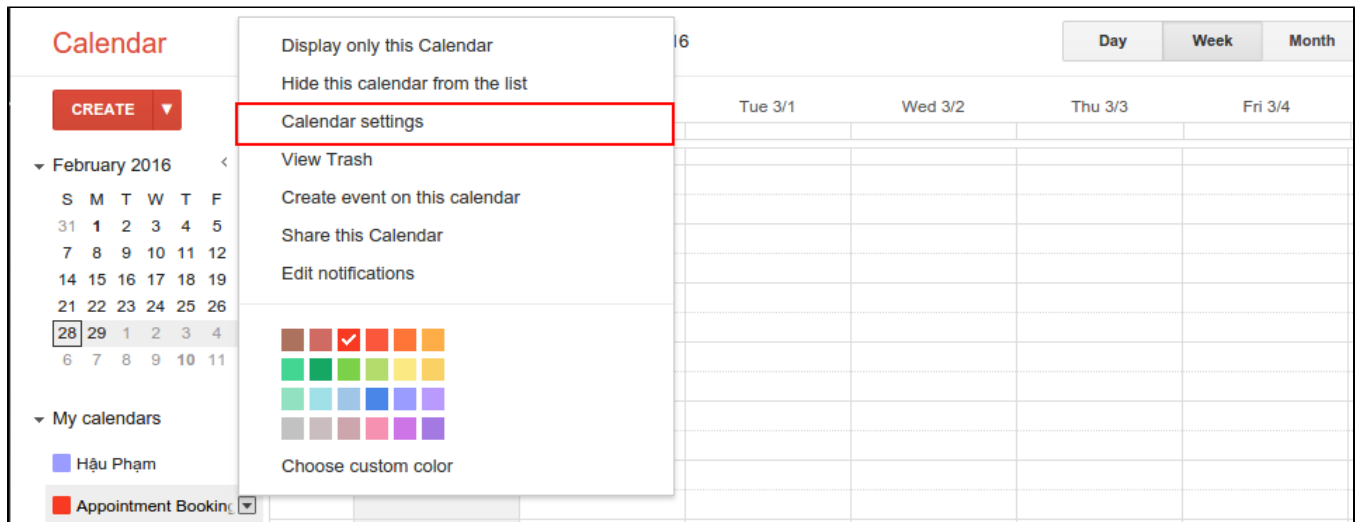 Calendar
CREATE
February 2016 <
S M T W T F
31 1 2 3 4 5
7 8 9 10 11 12
14 15 16 17 18 19
21 22 23 24 25 26
28 29 1 2 3 4
6 7 8 9 10 11
My calendars
Hậu Phạm
Appointment Booking
Display only this Calendar
Hide this calendar from the list
Calendar settings
View Trash
Create event on this calendar
Share this Calendar
Edit notifications
Choose custom color
16
Day Week Month
Tue 3/1 Wed 3/2 Thu 3/3 Fri 3/4